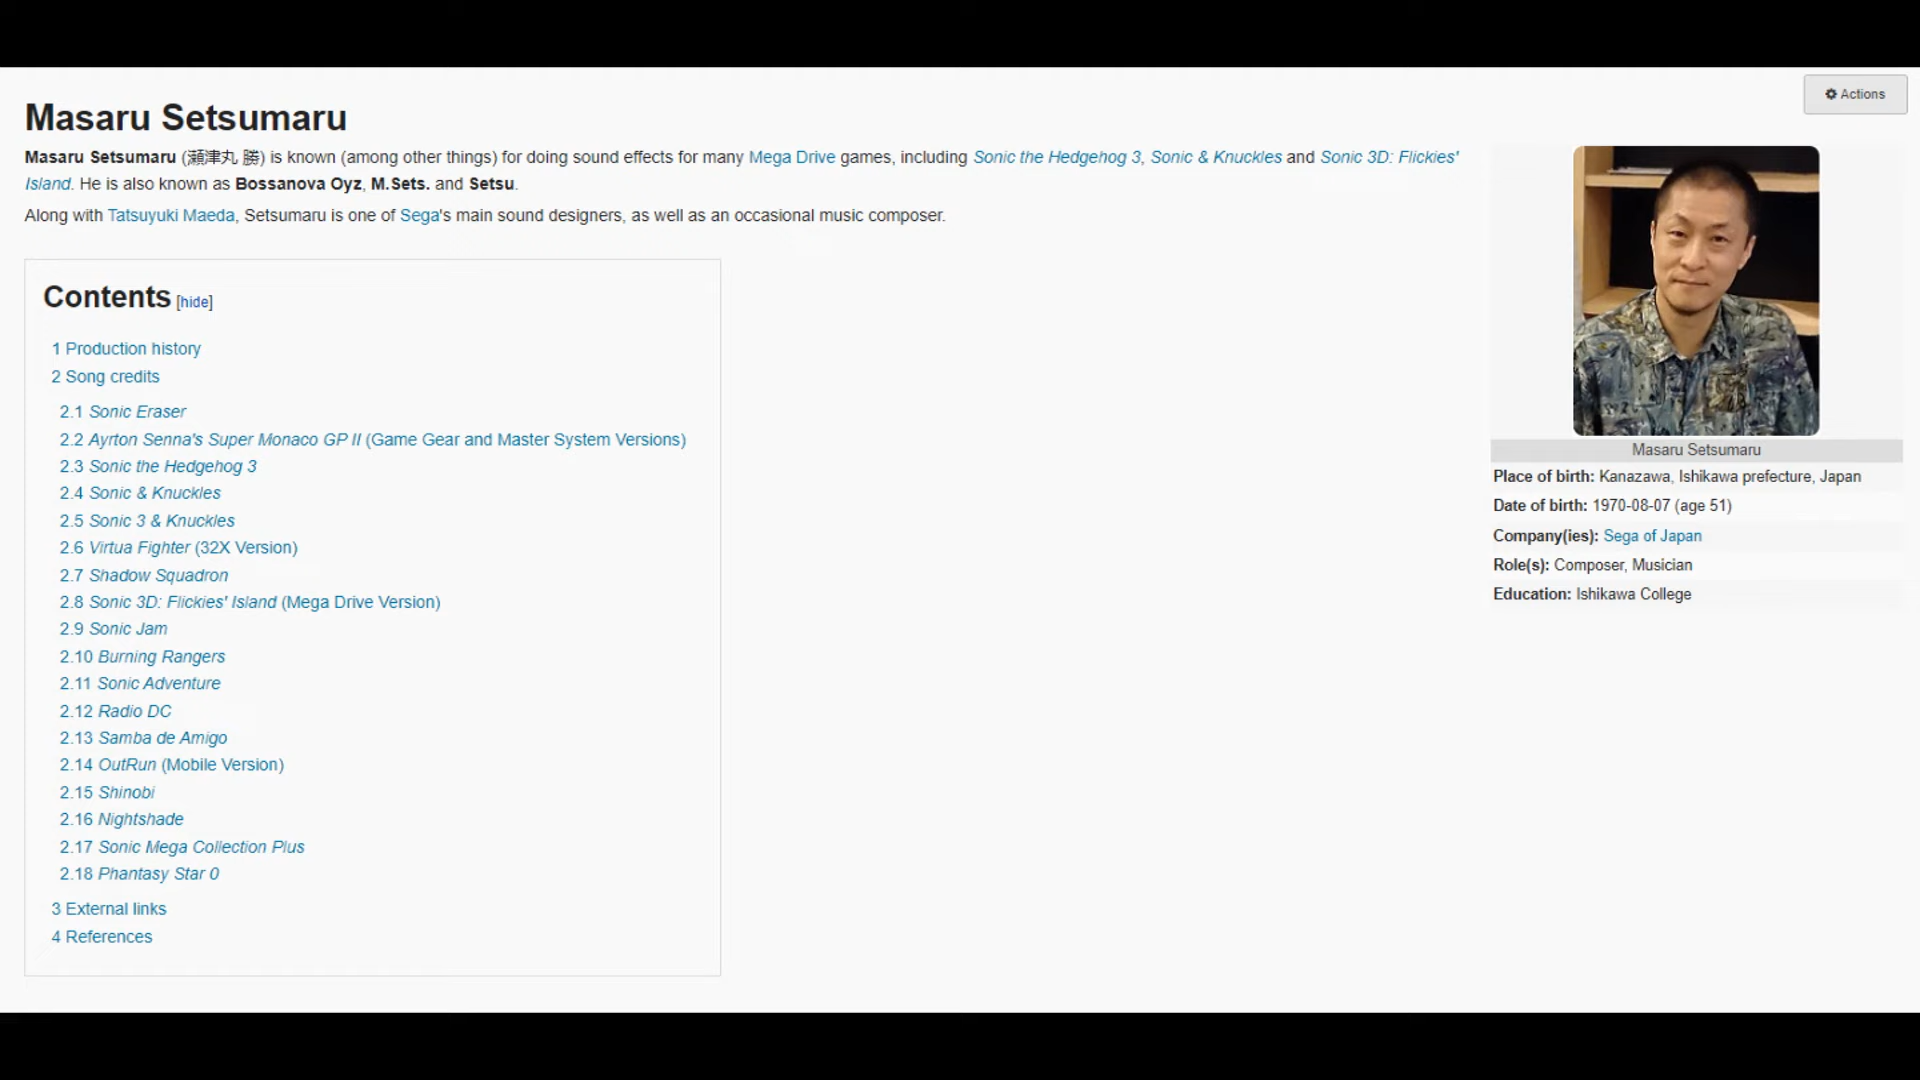 Actions
Masaru Setsumaru
Masaru Setsumaru (瀬津丸 勝) is known (among other things) for doing sound effects for many Mega Drive games, including Sonic the Hedgehog 3, Sonic & Knuckles and Sonic 3D: Flickies'
Island. He is also known as Bossanova Oyz, M.Sets. and Setsu.
Along with Tatsuyuki Maeda, Setsumaru is one of Sega's main sound designers, as well as an occasional music composer.
Contents [hide]
1 Production history
2 Song credits
2.1 Sonic Eraser
2.2 Ayrton Senna's Super Monaco GP II (Game Gear and Master System Versions)
2.3 Sonic the Hedgehog 3
2.4 Sonic & Knuckles
2.5 Sonic 3 & Knuckles
2.6 Virtua Fighter (32X Version)
2.7 Shadow Squadron
2.8 Sonic 3D: Flickies' Island (Mega Drive Version)
2.9 Sonic Jam
2.10 Burning Rangers
2.11 Sonic Adventure
2.12 Radio DC
2.13 Samba de Amigo
2.14 OutRun (Mobile Version)
2.15 Shinobi
2.16 Nightshade
2.17 Sonic Mega Collection Plus
2.18 Phantasy Star 0
3 External links
4 References
Masaru Setsumaru
Place of birth: Kanazawa, Ishikawa prefecture, Japan
Date of birth: 1970-08-07 (age 51)
Company(ies): Sega of Japan
Role(s): Composer, Musician
Education: Ishikawa College